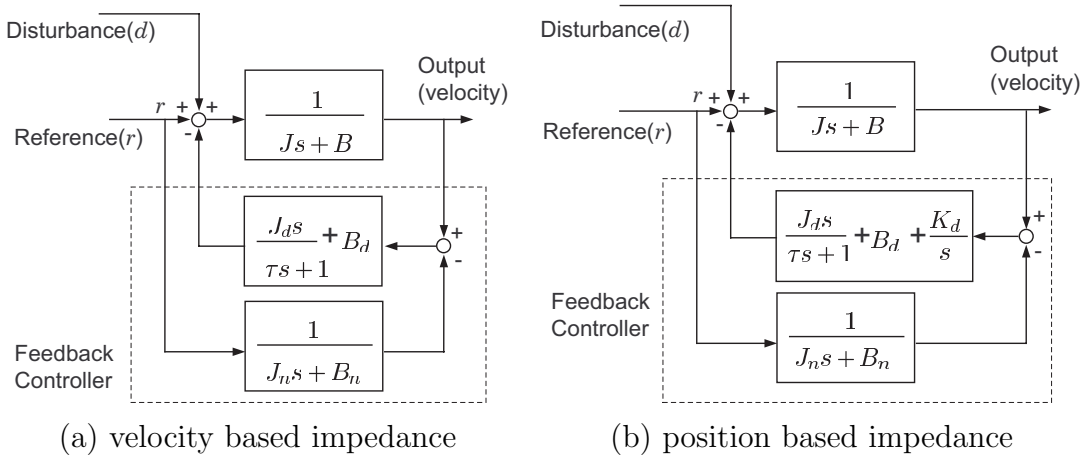 Disturbance(d)
Output
(velocity)
r + +
-
Reference(r)
1
Js + B
J_d s
τs + 1
+ B_d
+
-
1
J_n s + B_n
Feedback
Controller
(a) velocity based impedance
Disturbance(d)
Output
(velocity)
r + +
-
Reference(r)
1
Js + B
J_d s
τs + 1
+ B_d +
K_d
s
+
-
1
J_n s + B_n
Feedback
Controller
(b) position based impedance